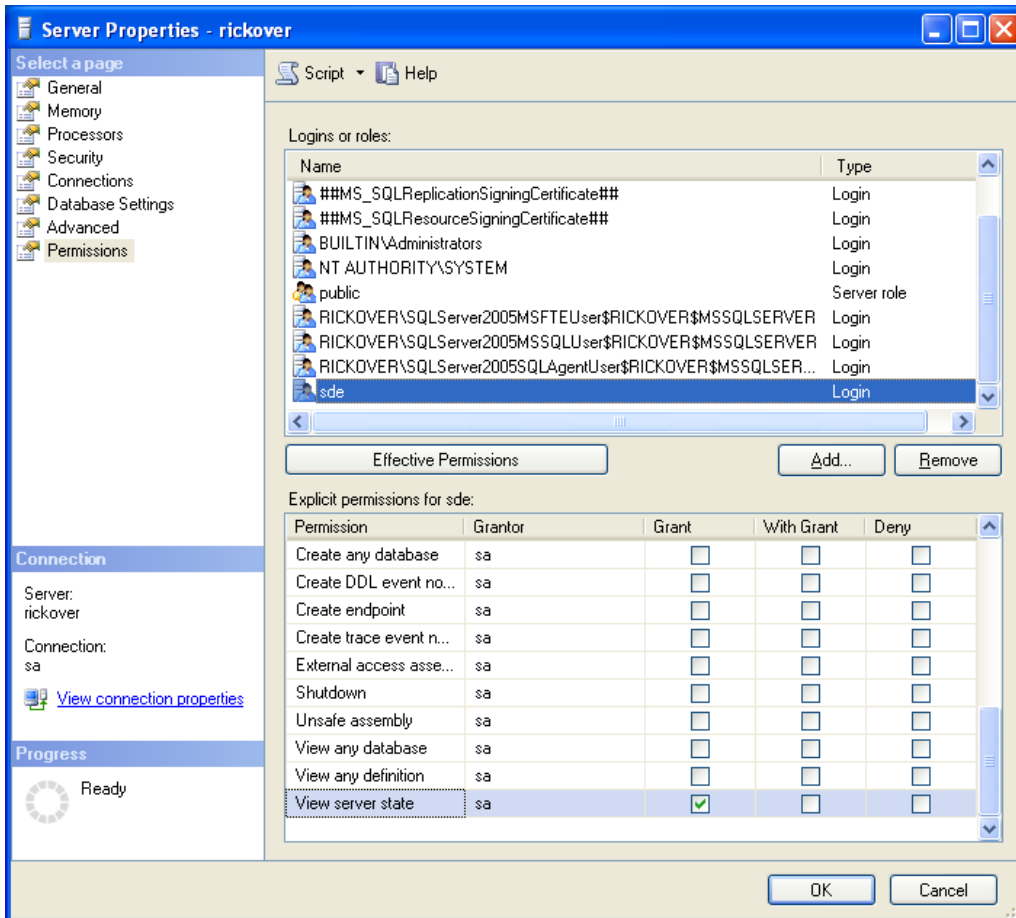 Server Properties - rickover
Select a page
General
Memory
Processors
Security
Connections
Database Settings
Advanced
Permissions
Connection
Server:
rickover
Connection:
sa
View connection properties
Progress
Ready
Script Help
Logins or roles:
Name Type
##MS_SQLReplicationSigningCertificate## Login
##MS_SQLResourceSigningCertificate## Login
BUILTIN\Administrators Login
NT AUTHORITY\SYSTEM Login
public Server role
RICKOVER\SQLServer2005MSFTEUser$RICKOVER$MSSQLSERVER Login
RICKOVER\SQLServer2005MSSQLUser$RICKOVER$MSSQLSERVER Login
RICKOVER\SQLServer2005SQLAgentUser$RICKOVER$MSSQLSER... Login
sde Login
Effective Permissions Add... Remove
Explicit permissions for sde:
Permission Grantor Grant With Grant Deny
Create any database sa
Create DDL event no... sa
Create endpoint sa
Create trace event n... sa
External access asse... sa
Shutdown sa
Unsafe assembly sa
View any database sa
View any definition sa
View server state sa
OK Cancel